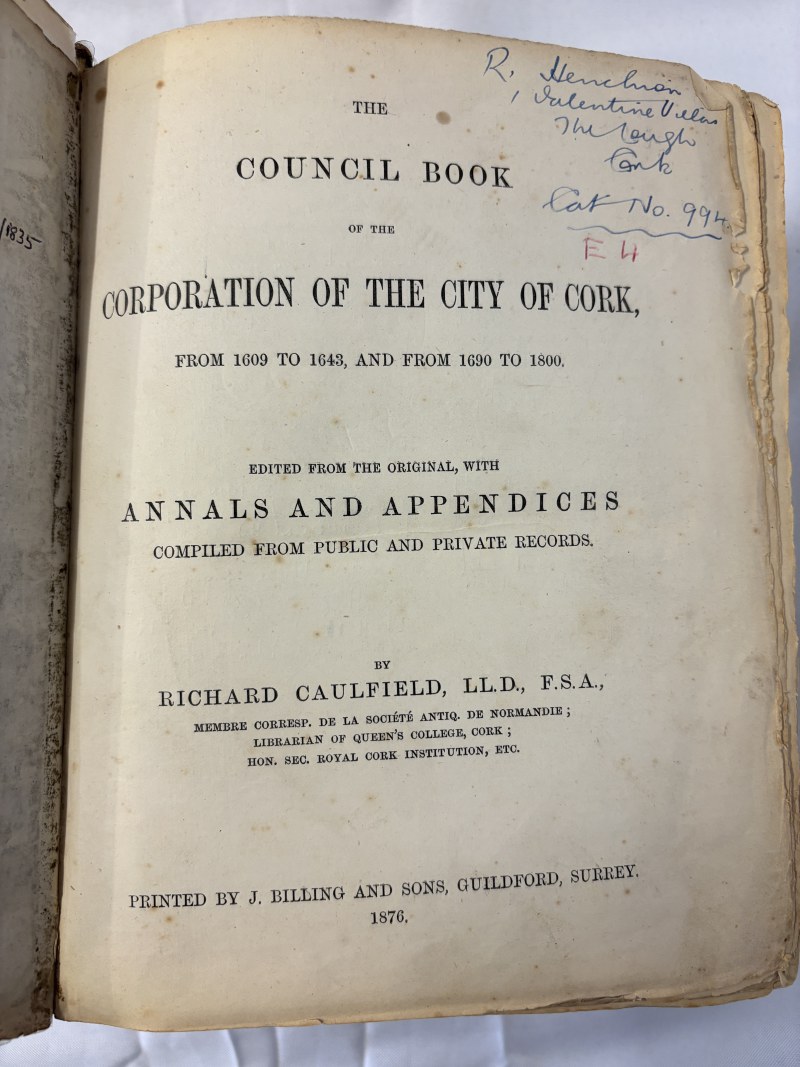 /1835
R. Henchion
1 Valentine Villas
The Lough
Cork
Cat No. 994
E 4
THE
COUNCIL BOOK
OF THE
CORPORATION OF THE CITY OF CORK,
FROM 1609 TO 1643, AND FROM 1690 TO 1800.
EDITED FROM THE ORIGINAL, WITH
ANNALS AND APPENDICES
COMPILED FROM PUBLIC AND PRIVATE RECORDS.
BY
RICHARD CAULFIELD, LL.D., F.S.A.,
MEMBRE CORRESP. DE LA SOCIÉTÉ ANTIQ. DE NORMANDIE ;
LIBRARIAN OF QUEEN'S COLLEGE, CORK ;
HON. SEC. ROYAL CORK INSTITUTION, ETC.
PRINTED BY J. BILLING AND SONS, GUILDFORD, SURREY.
1876.